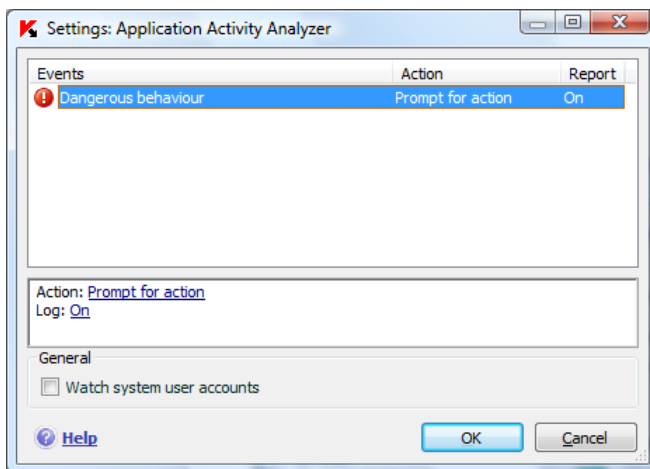 Settings: Application Activity Analyzer
Events Action Report
Dangerous behaviour Prompt for action On
Action: Prompt for action
Log: On
General
Watch system user accounts
Help OK Cancel